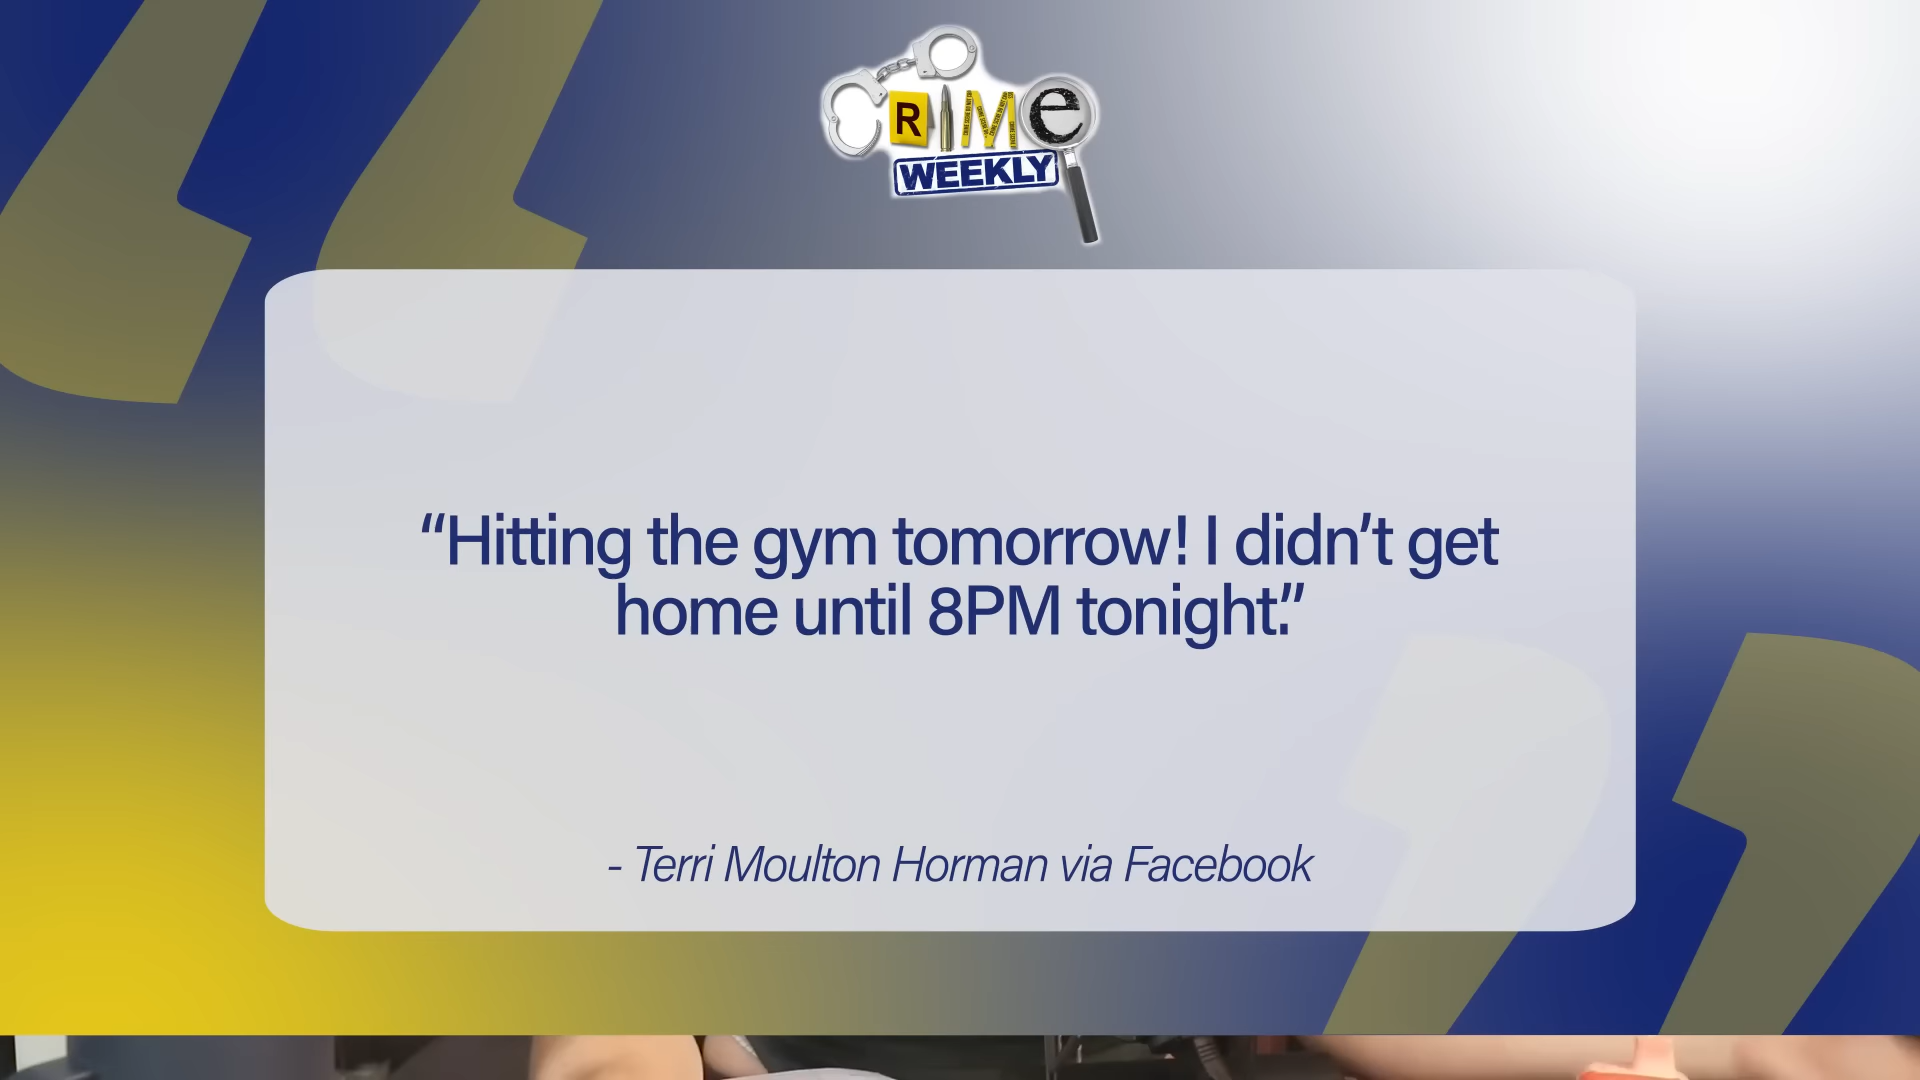 CRIME
WEEKLY
“Hitting the gym tomorrow! I didn’t get
home until 8PM tonight.”
- Terri Moulton Horman via Facebook